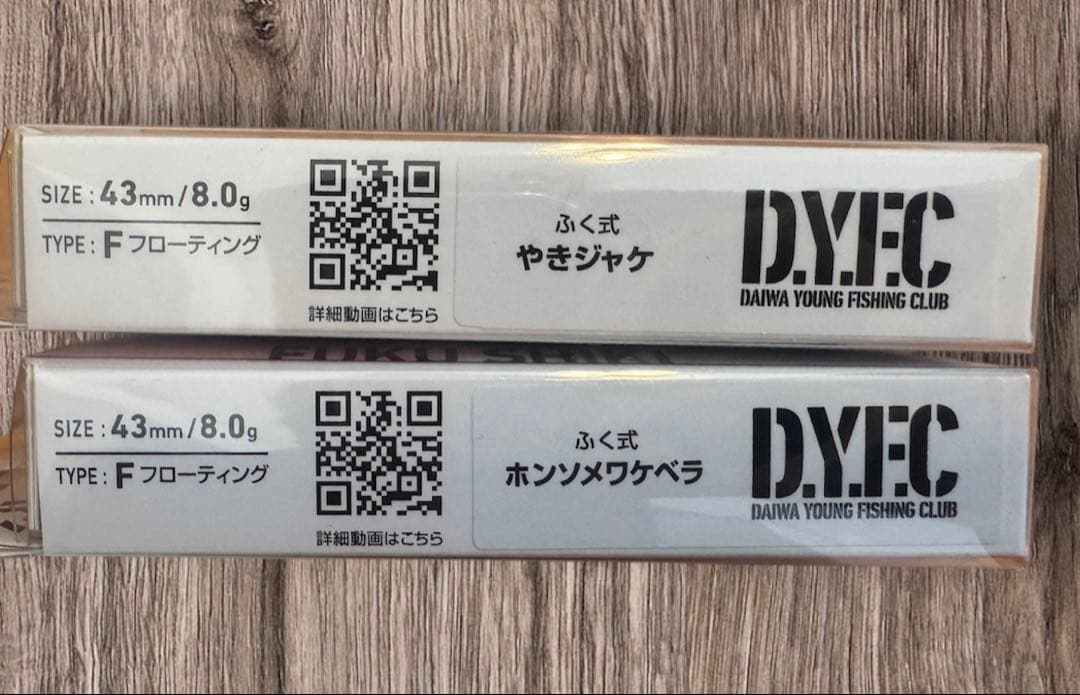 SIZE : 43mm/8.0g
TYPE : F フローティング
詳細動画はこちら
ふく式
やきジャケ
D.Y.F.C
DAIWA YOUNG FISHING CLUB
FUKU SHIKI
SIZE : 43mm/8.0g
TYPE : F フローティング
詳細動画はこちら
ふく式
ホンソメワケベラ
D.Y.F.C
DAIWA YOUNG FISHING CLUB